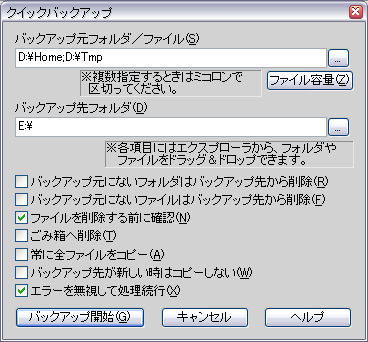 クイックバックアップ
バックアップ元フォルダ／ファイル(S)
D:¥Home;D:¥Tmp
...
※複数指定するときはミコロンで
区切ってください。
ファイル容量(Z)
バックアップ先フォルダ(D)
E:¥
...
※各項目にはエクスプローラから、フォルダや
ファイルをドラッグ＆ドロップできます。
バックアップ元にないフォルダはバックアップ先から削除(R)
バックアップ元にないファイルはバックアップ先から削除(F)
ファイルを削除する前に確認(N)
ごみ箱へ削除(T)
常に全ファイルをコピー(A)
バックアップ先が新しい時はコピーしない(W)
エラーを無視して処理続行(X)
バックアップ開始(G)
キャンセル
ヘルプ